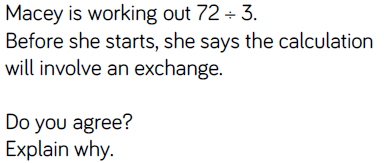 Macey is working out 72 ÷ 3.
Before she starts, she says the calculation
will involve an exchange.
Do you agree?
Explain why.